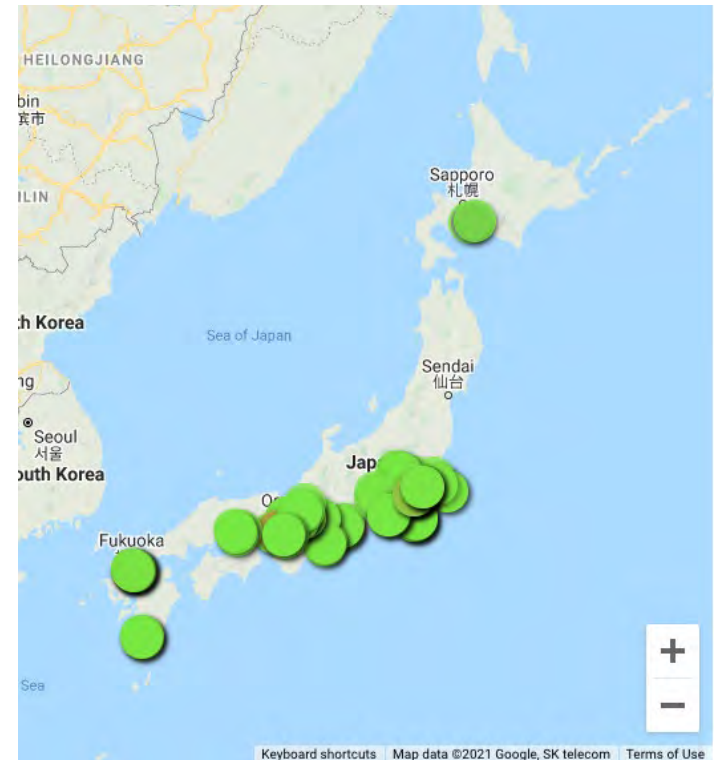 HEILONGJIANG
bin
宾市
ILIN
Sapporo
札幌
th Korea
Sea of Japan
ng
Sendai
仙台
Seoul
서울
outh Korea
Jap
O
Fukuoka
Sea
+
−
Keyboard shortcuts Map data ©2021 Google, SK telecom Terms of Use